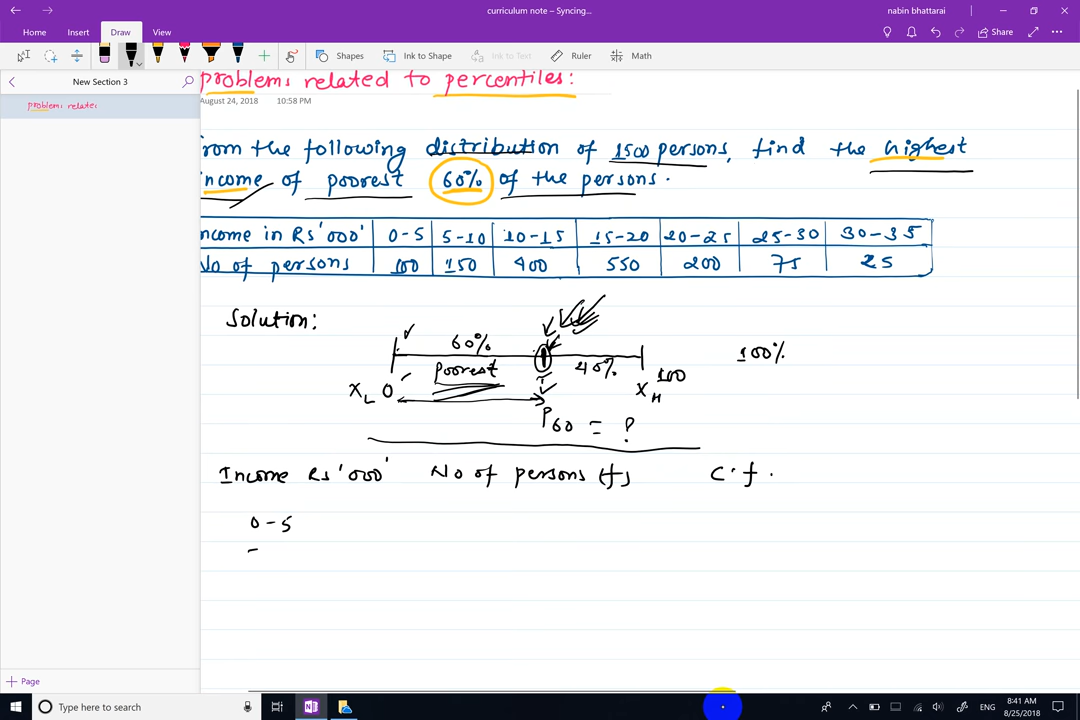 curriculum note – Syncing...
nabin bhattarai
Home Insert Draw View
Share
Shapes Ink to Shape Ink to Text Ruler Math
New Section 3
problems relate
problems related to percentiles:
August 24, 2018 10:58 PM
from the following distribution of 1500 persons, find the highest
income of poorest 60% of the persons.
ncome in Rs '000' 0-5 5-10 10-15 15-20 20-25 25-30 30-35
No of persons 100 150 400 550 200 75 25
Solution:
60%
100%
poorest 40%
XL 0 XH 100
P60 = ?
Income Rs '000' No of persons (f) c.f.
0-5
Page
Type here to search
ENG
8:41 AM
8/25/2018